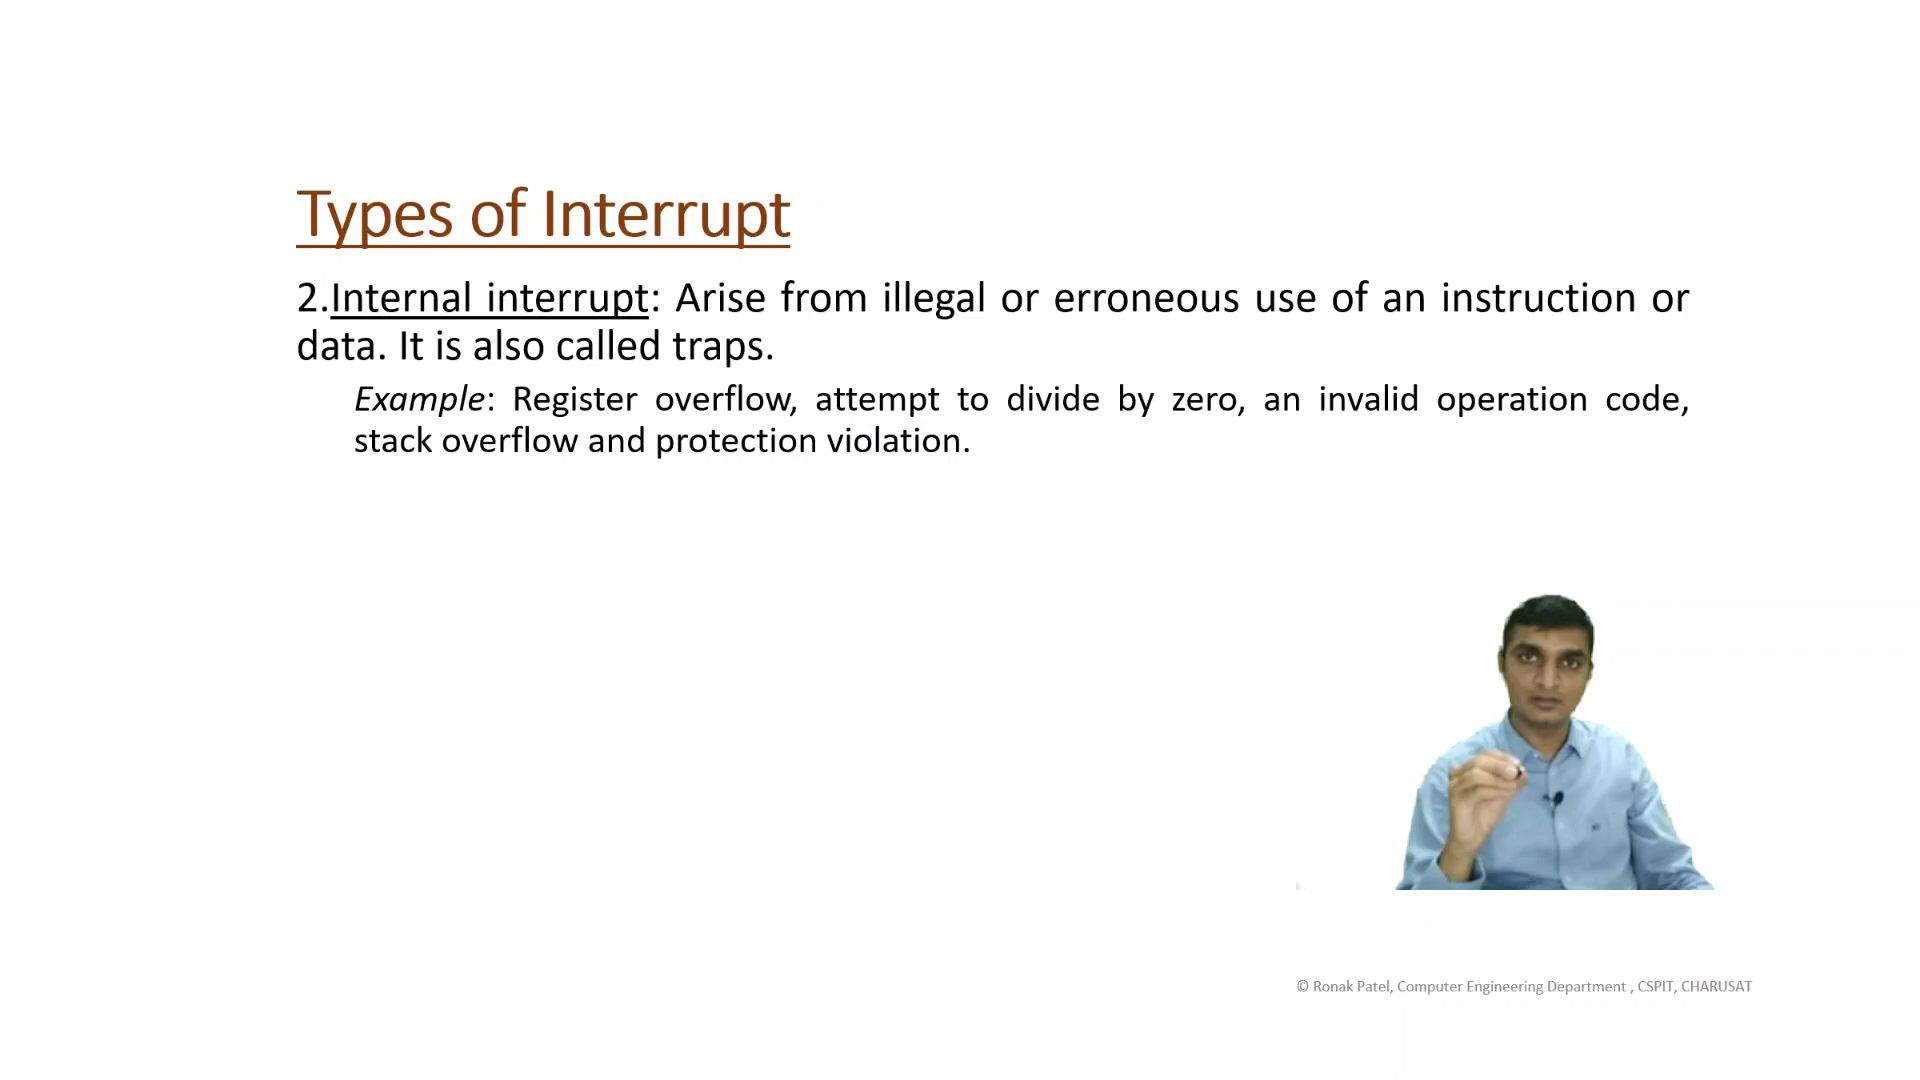 Types of Interrupt
2.Internal interrupt: Arise from illegal or erroneous use of an instruction or
data. It is also called traps.
Example: Register overflow, attempt to divide by zero, an invalid operation code,
stack overflow and protection violation.
© Ronak Patel, Computer Engineering Department , CSPIT, CHARUSAT